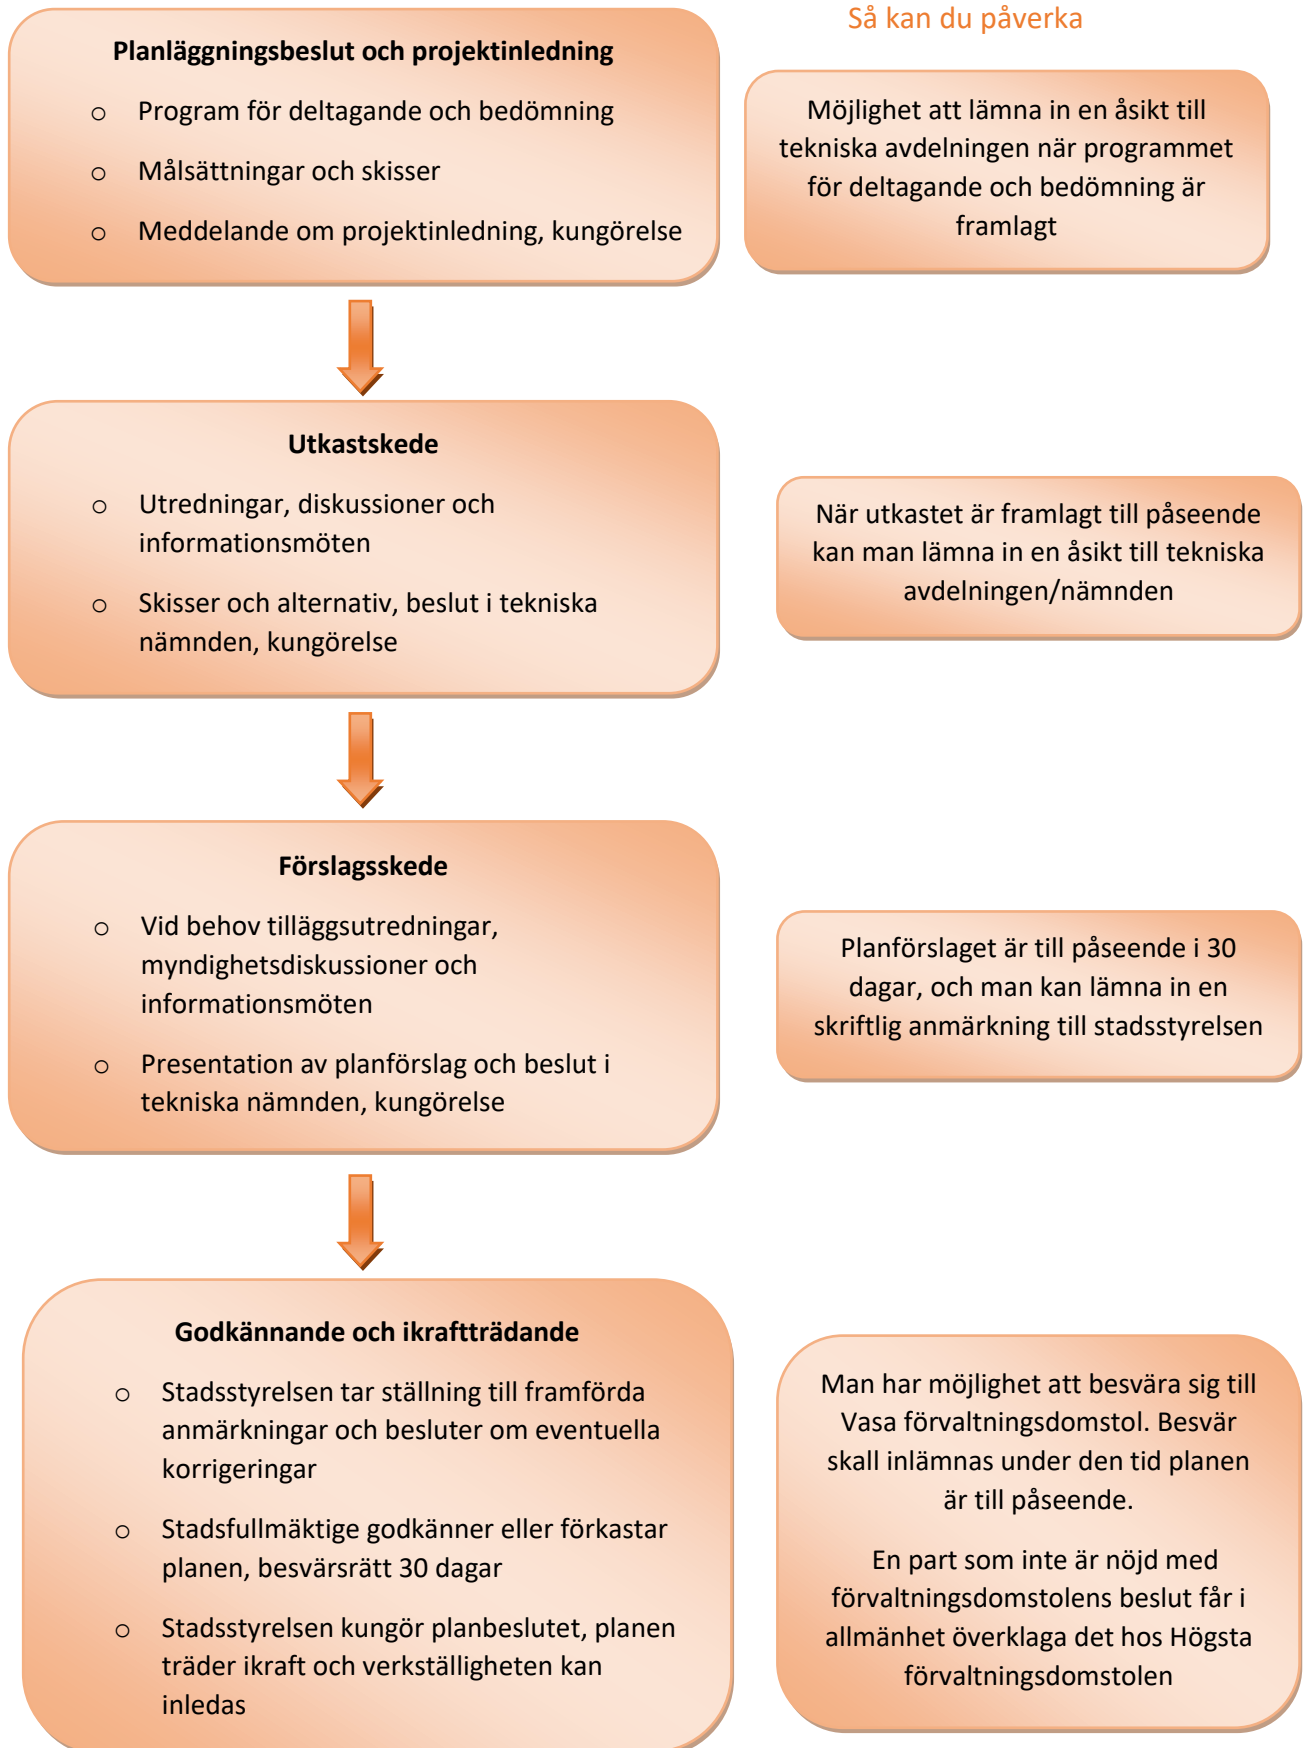 Så kan du påverka
Planläggningsbeslut och projektinledning
o Program för deltagande och bedömning
o Målsättningar och skisser
o Meddelande om projektinledning, kungörelse
Möjlighet att lämna in en åsikt till
tekniska avdelningen när programmet
för deltagande och bedömning är
framlagt
Utkastskede
o Utredningar, diskussioner och
informationsmöten
o Skisser och alternativ, beslut i tekniska
nämnden, kungörelse
När utkastet är framlagt till påseende
kan man lämna in en åsikt till tekniska
avdelningen/nämnden
Förslagsskede
o Vid behov tilläggsutredningar,
myndighetsdiskussioner och
informationsmöten
o Presentation av planförslag och beslut i
tekniska nämnden, kungörelse
Planförslaget är till påseende i 30
dagar, och man kan lämna in en
skriftlig anmärkning till stadsstyrelsen
Godkännande och ikraftträdande
o Stadsstyrelsen tar ställning till framförda
anmärkningar och besluter om eventuella
korrigeringar
o Stadsfullmäktige godkänner eller förkastar
planen, besvärsrätt 30 dagar
o Stadsstyrelsen kungör planbeslutet, planen
träder ikraft och verkställigheten kan
inledas
Man har möjlighet att besvära sig till
Vasa förvaltningsdomstol. Besvär
skall inlämnas under den tid planen
är till påseende.
En part som inte är nöjd med
förvaltningsdomstolens beslut får i
allmänhet överklaga det hos Högsta
förvaltningsdomstolen